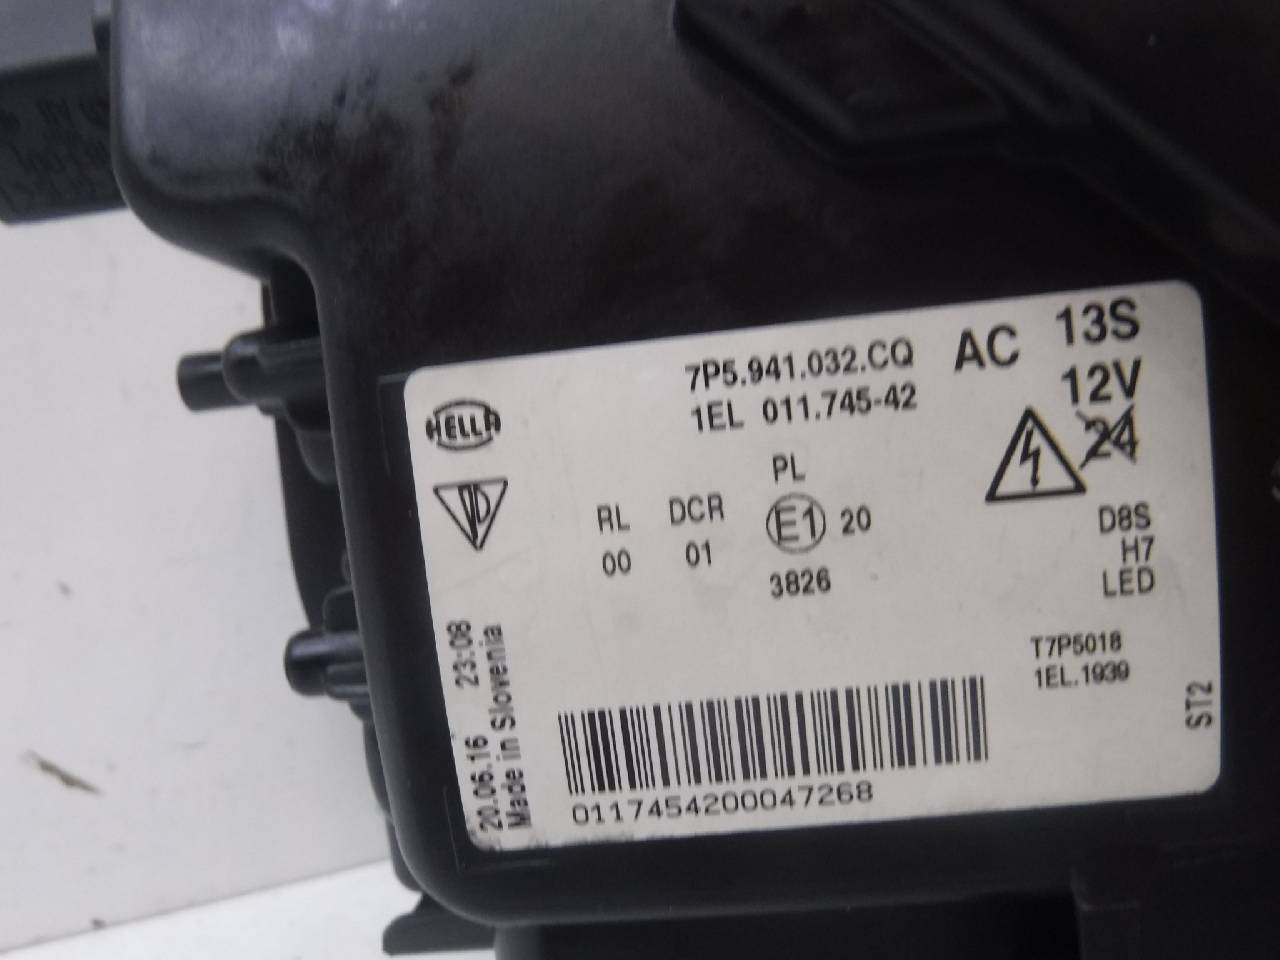 7P5.941.032.CQ
1EL 011.745-42
AC 13S
12V
24
HELLA
PL
RL DCR E1 20
00 01
3826
D8S
H7
LED
T7P5018
1EL.1939
ST2
20.06.16 23:08
Made in Slovenia
0117454200047268